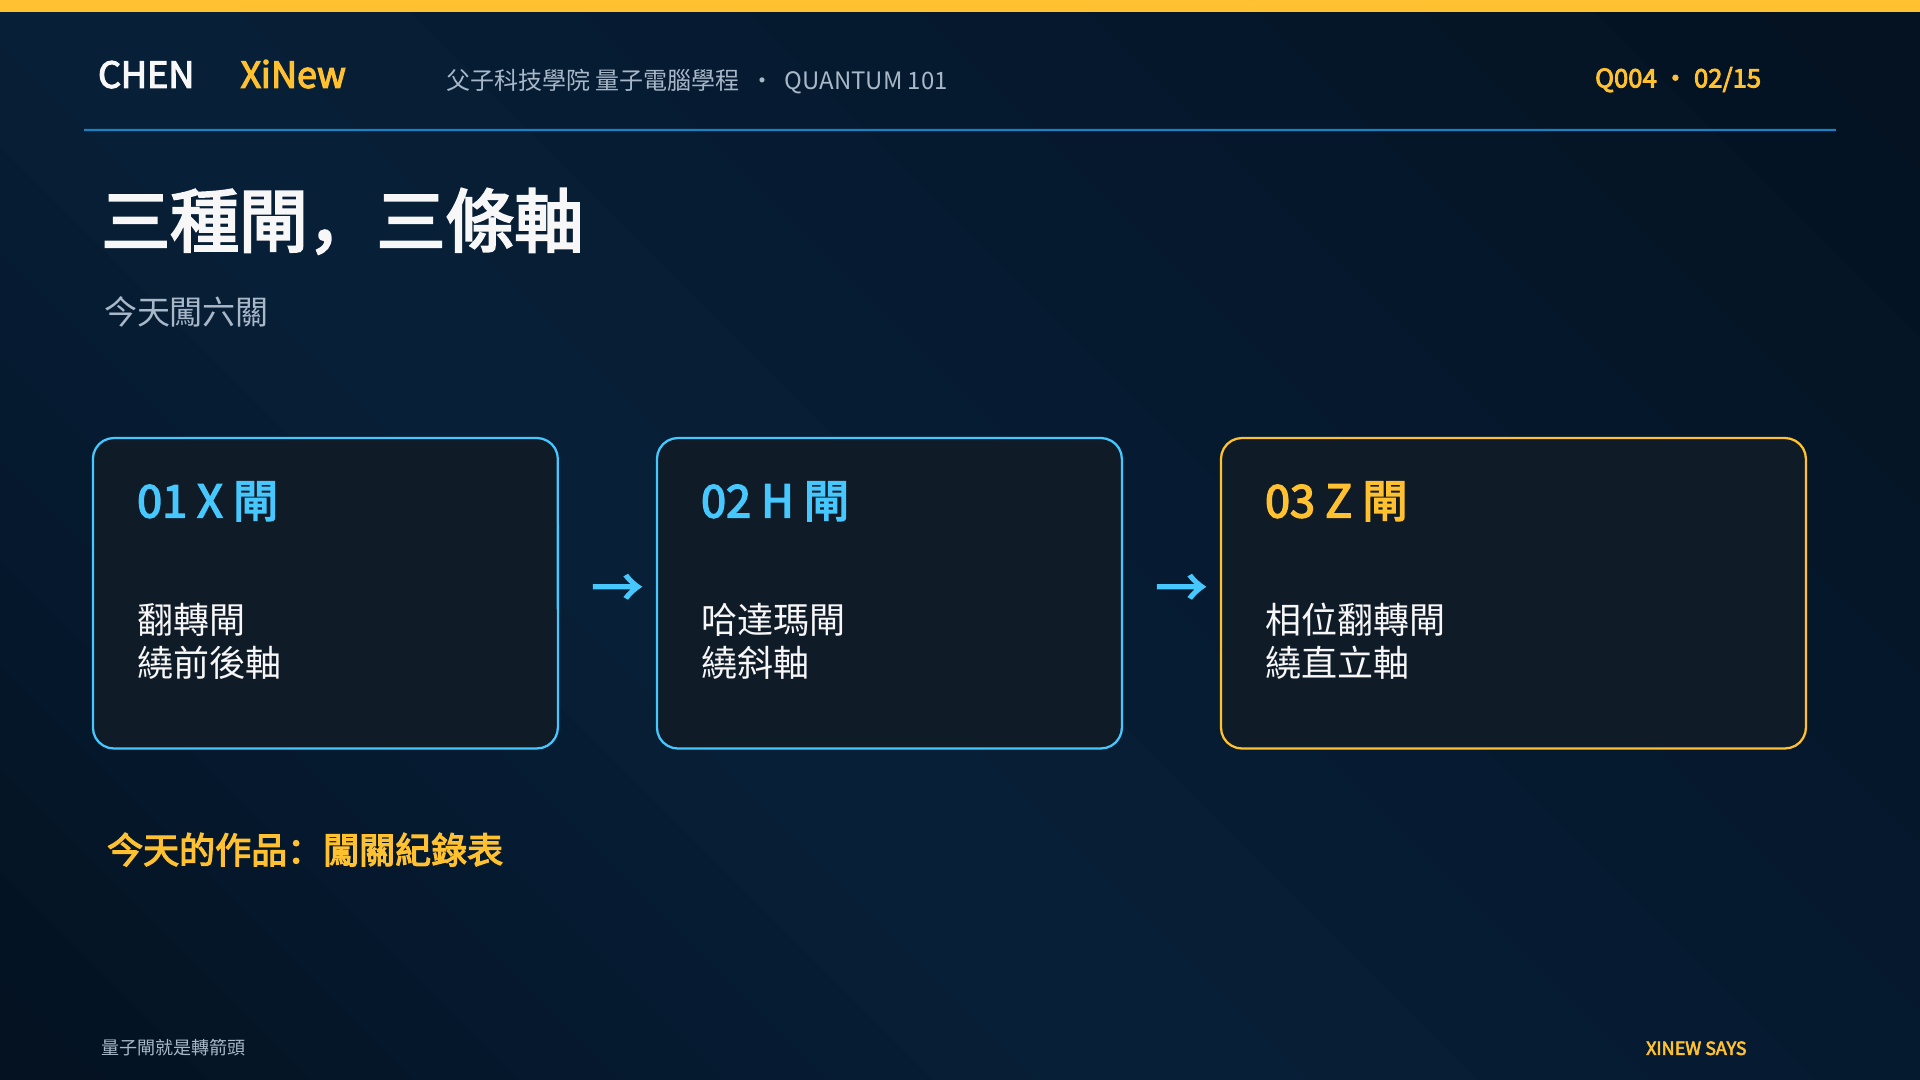 CHEN XiNew 父子科技學院 量子電腦學程 · QUANTUM 101 Q004 · 02/15
三種閘，三條軸
今天闖六關
01 X 閘
翻轉閘
繞前後軸
→
02 H 閘
哈達瑪閘
繞斜軸
→
03 Z 閘
相位翻轉閘
繞直立軸
今天的作品：闖關紀錄表
量子閘就是轉箭頭
XINEW SAYS